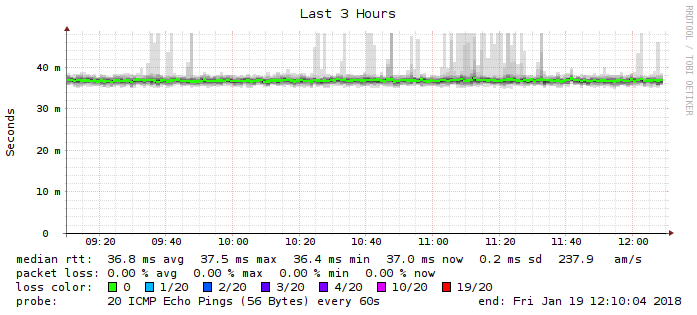 Last 3 Hours
RRDTOOL / TOBI OETIKER
Seconds
40 m
30 m
20 m
10 m
0
09:20 09:40 10:00 10:20 10:40 11:00 11:20 11:40 12:00
median rtt: 36.8 ms avg 37.5 ms max 36.4 ms min 37.0 ms now 0.2 ms sd 237.9 am/s
packet loss: 0.00 % avg 0.00 % max 0.00 % min 0.00 % now
loss color: 0 1/20 2/20 3/20 4/20 10/20 19/20
probe: 20 ICMP Echo Pings (56 Bytes) every 60s end: Fri Jan 19 12:10:04 2018